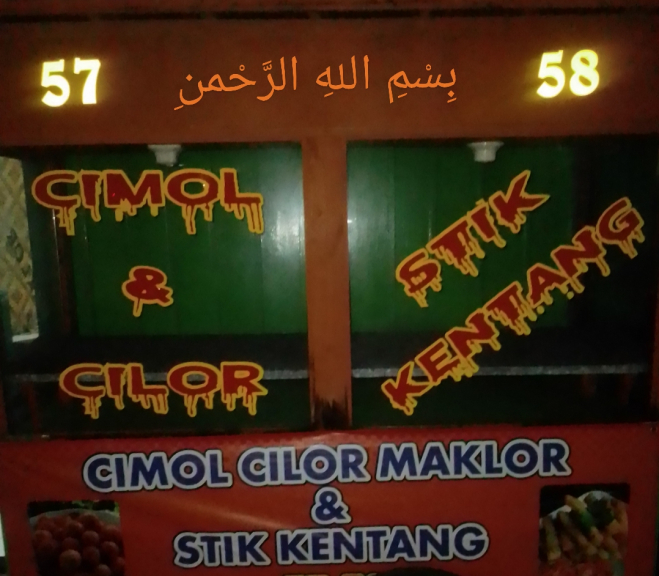 57 بِسْمِ اللهِ الرَّحْمنِ 58
CIMOL
&
CILOR
STIK
KENTANG
CIMOL CILOR MAKLOR
&
STIK KENTANG